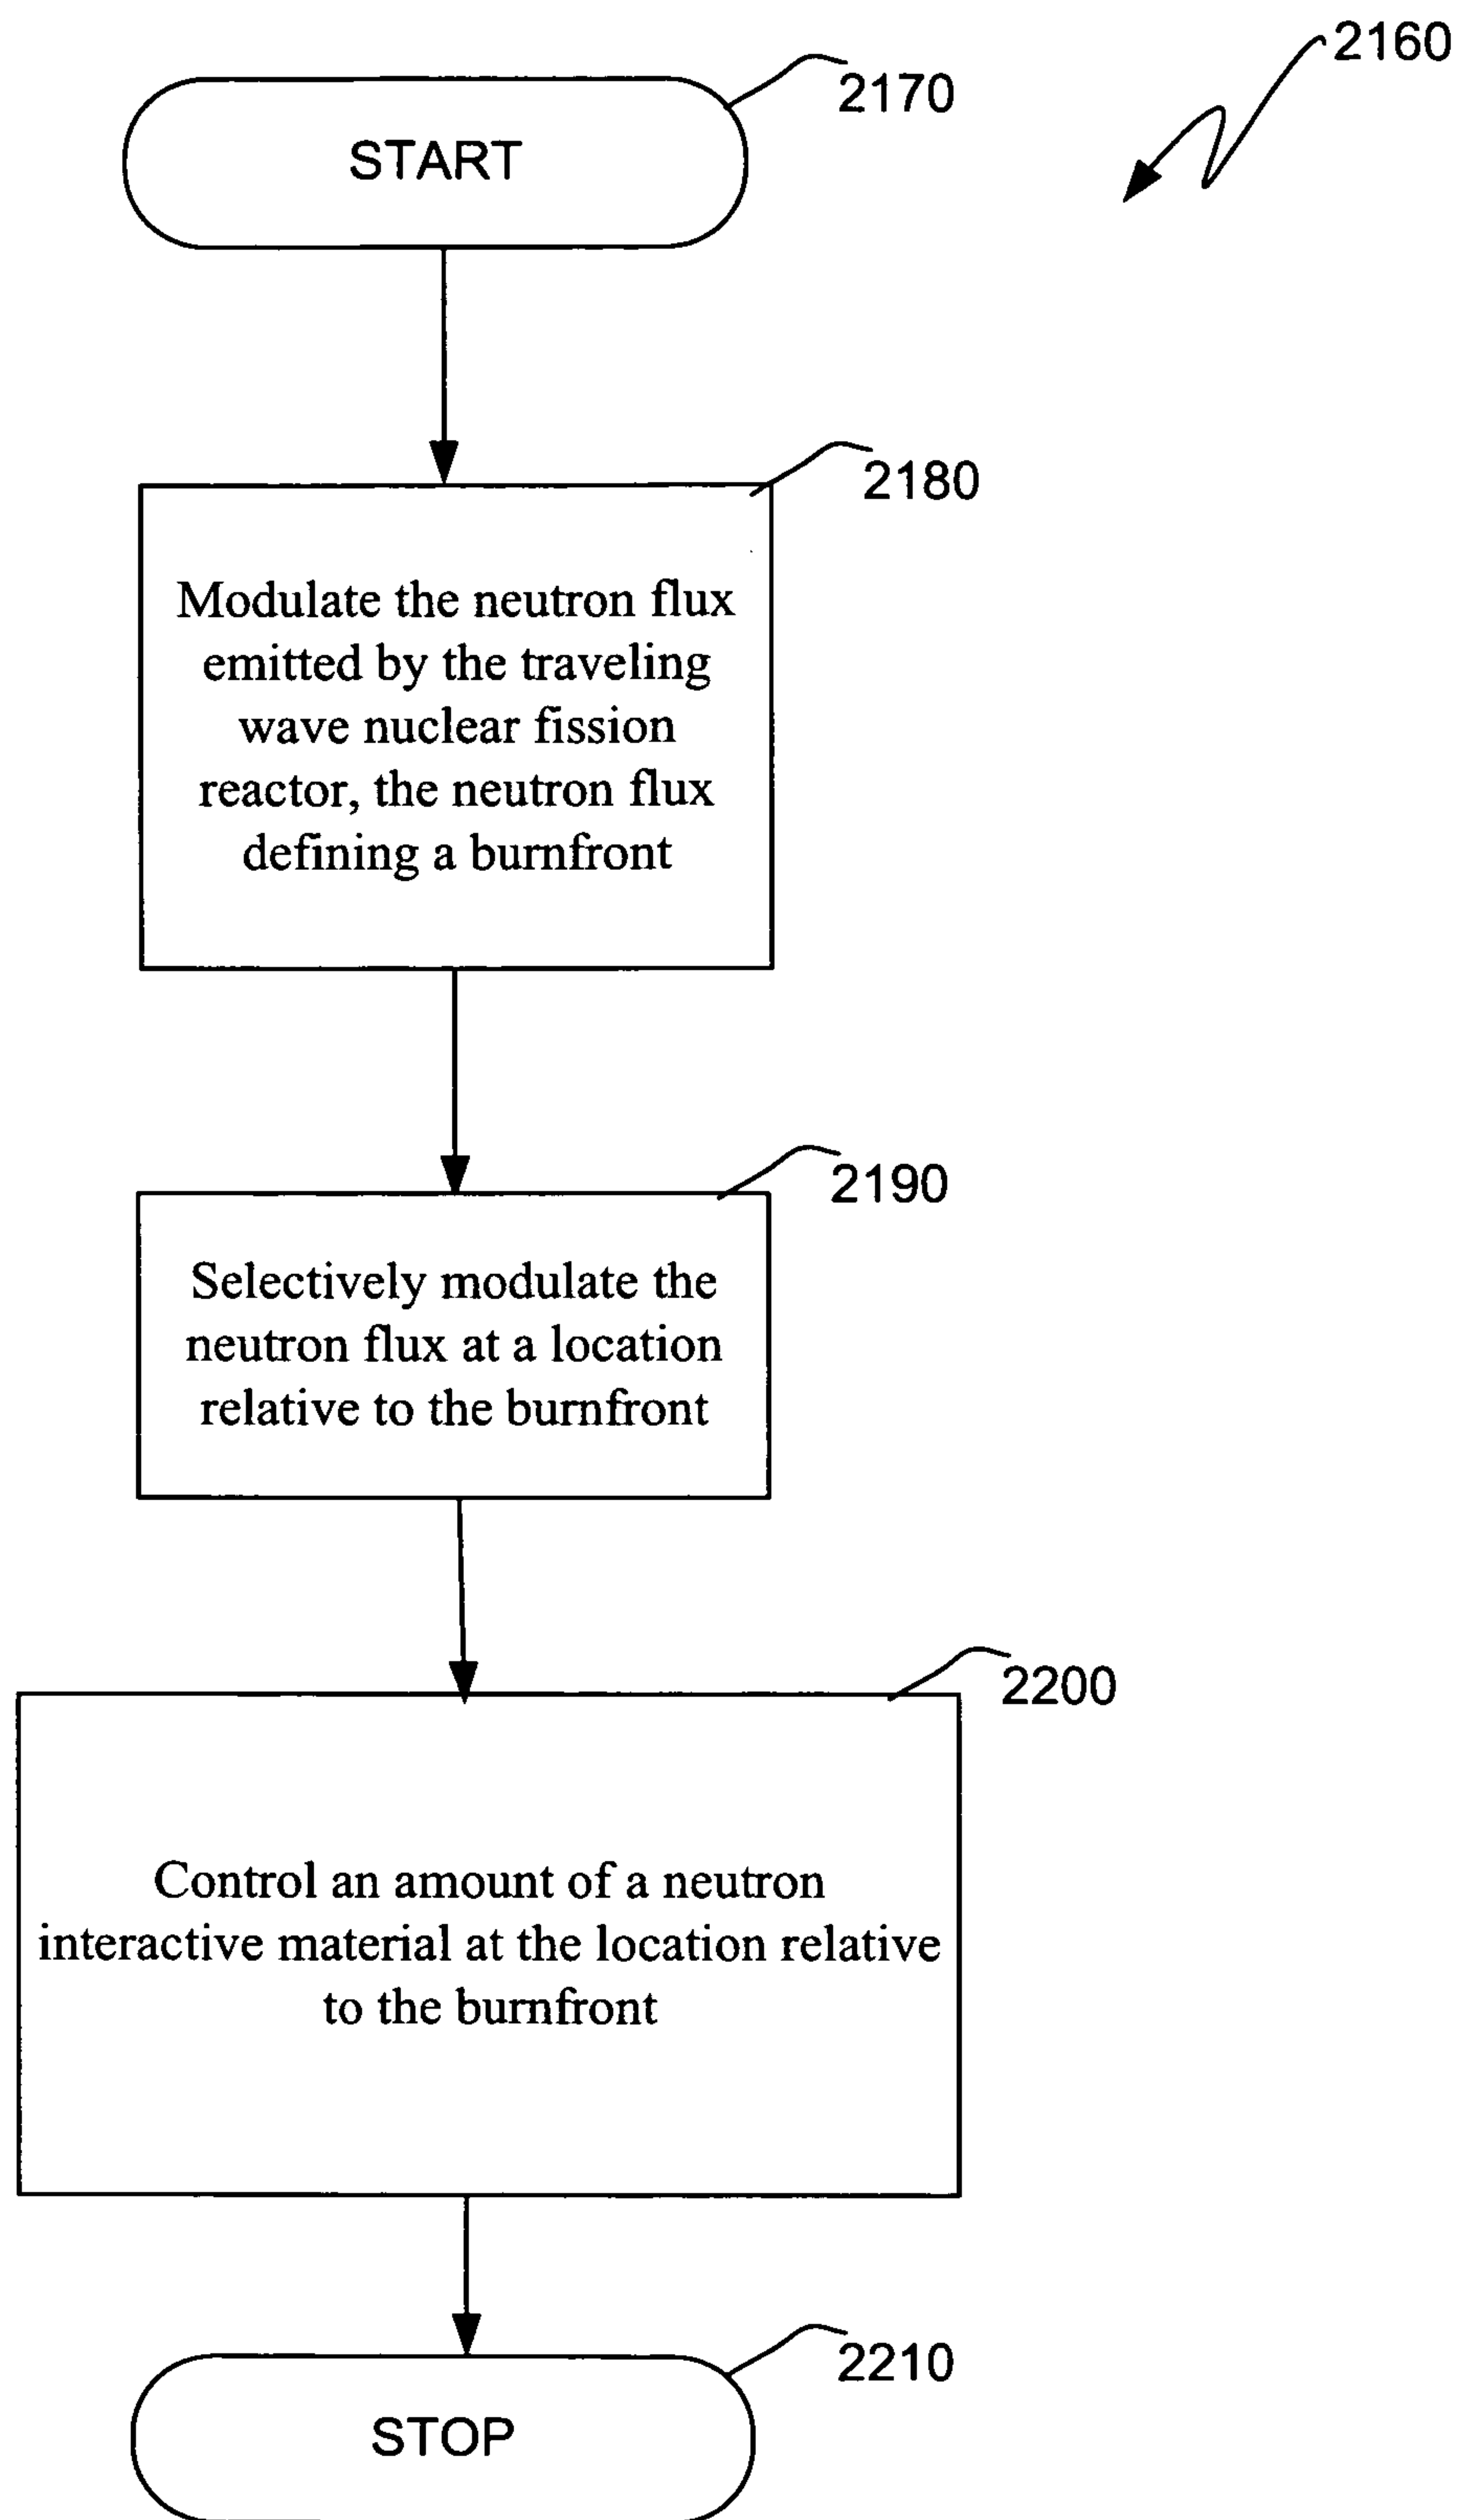 2160
2170
START
2180
Modulate the neutron flux
emitted by the traveling
wave nuclear fission
reactor, the neutron flux
defining a burnfront
2190
Selectively modulate the
neutron flux at a location
relative to the burnfront
2200
Control an amount of a neutron
interactive material at the location relative
to the burnfront
2210
STOP